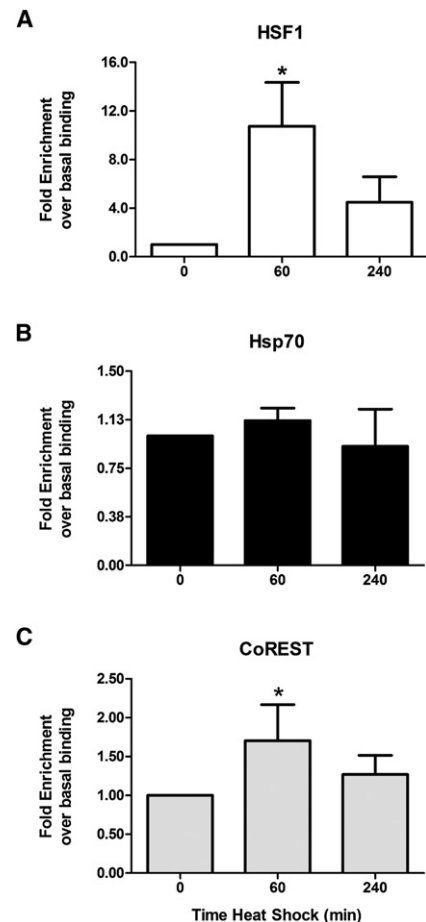 A
HSF1
Fold Enrichment
over basal binding
16.0
12.0
8.0
4.0
0.0
*
0
60
240
B
Hsp70
Fold Enrichment
over basal binding
1.50
1.13
0.75
0.38
0.00
0
60
240
C
CoREST
Fold Enrichment
over basal binding
2.50
2.00
1.50
1.00
0.50
0.00
*
0
60
240
Time Heat Shock (min)